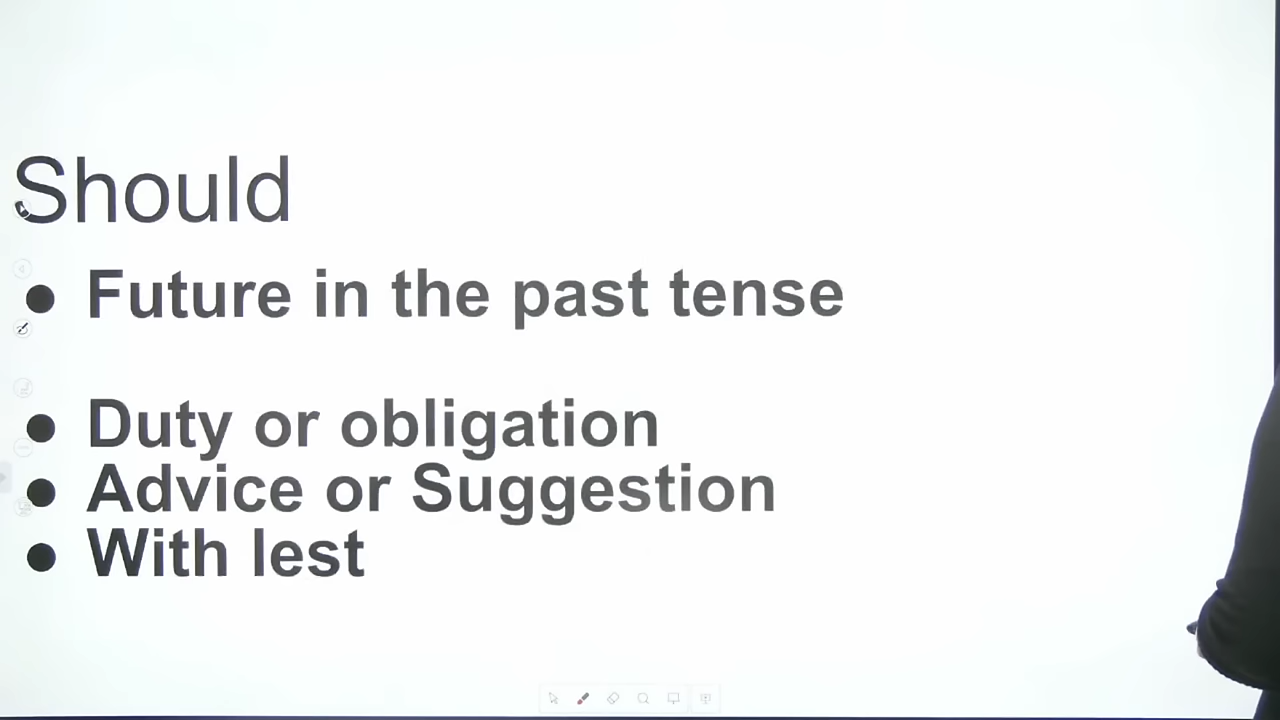 Should
• Future in the past tense
• Duty or obligation
• Advice or Suggestion
• With lest